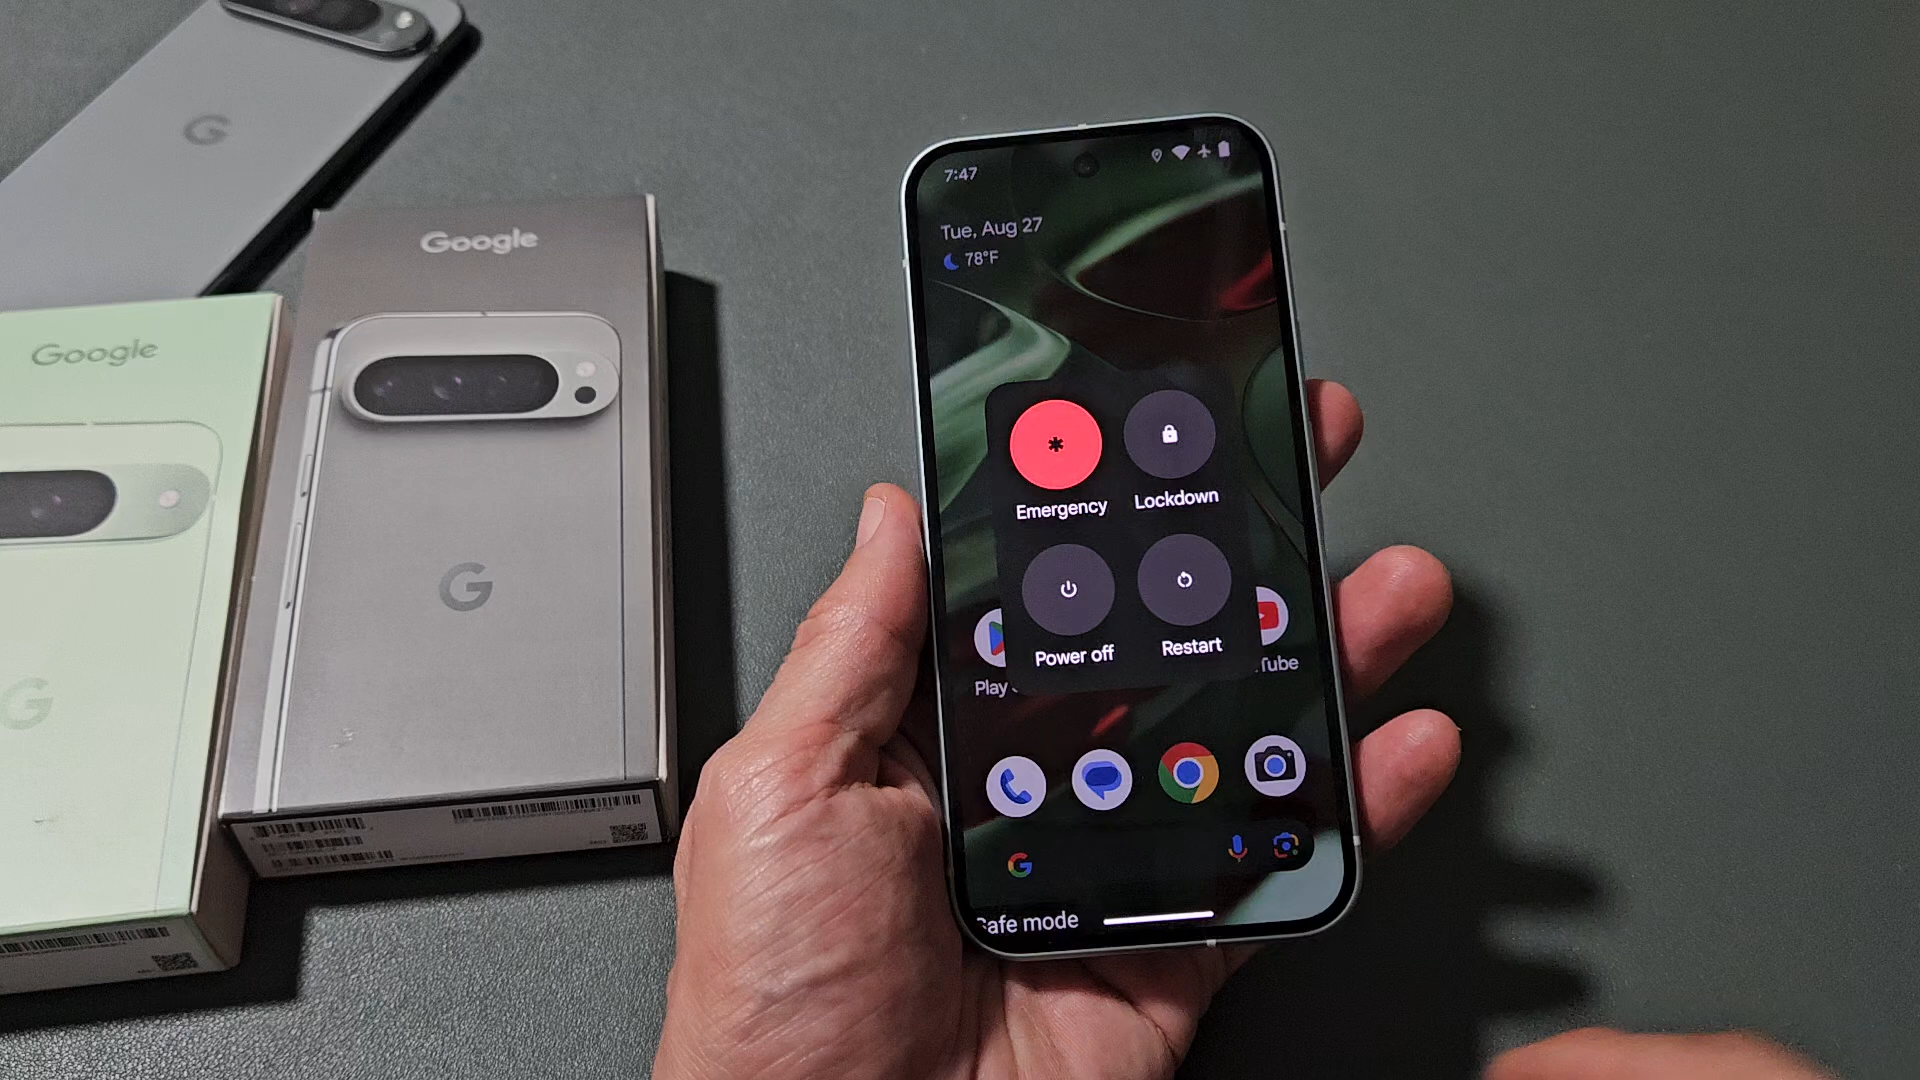 Google
Google
7:47
Tue, Aug 27
78°F
Emergency
Lockdown
Power off
Restart
Play
Tube
Safe mode